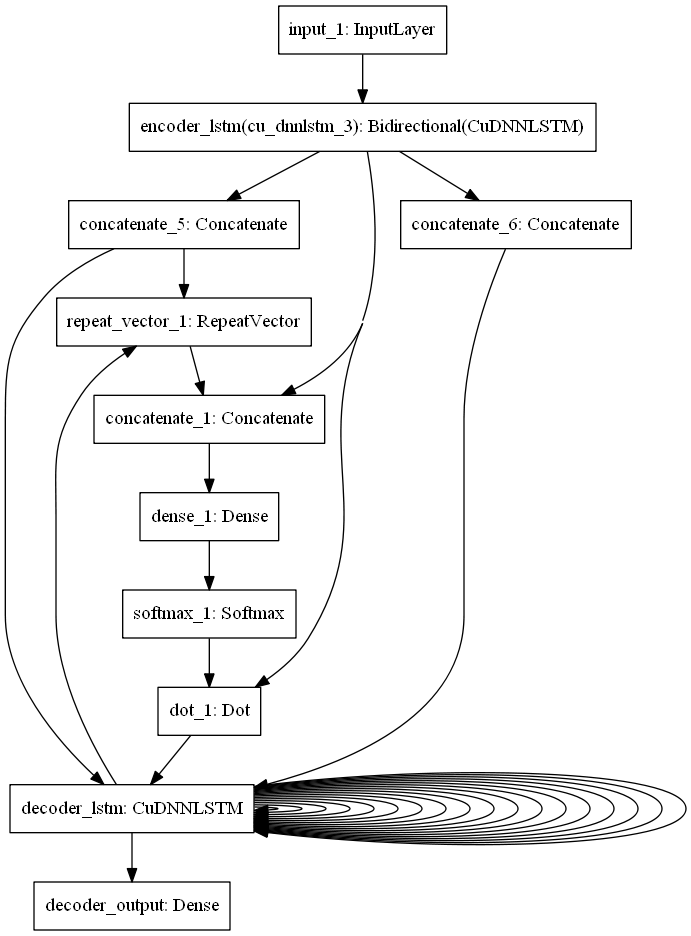 input_1: InputLayer
encoder_lstm(cu_dnnlstm_3): Bidirectional(CuDNNLSTM)
concatenate_5: Concatenate
concatenate_6: Concatenate
repeat_vector_1: RepeatVector
concatenate_1: Concatenate
dense_1: Dense
softmax_1: Softmax
dot_1: Dot
decoder_lstm: CuDNNLSTM
decoder_output: Dense